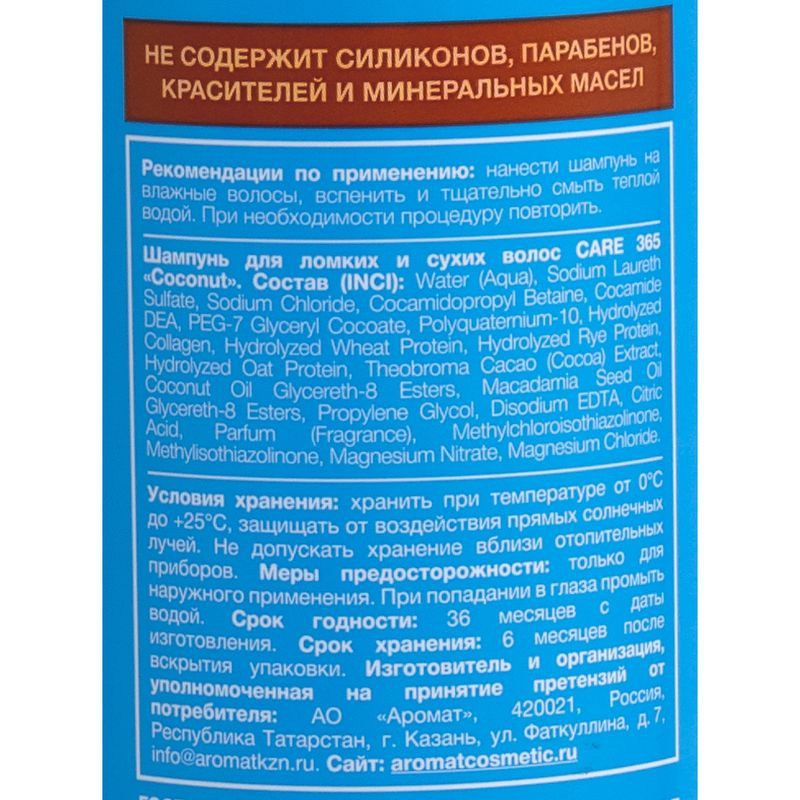 НЕ СОДЕРЖИТ СИЛИКОНОВ, ПАРАБЕНОВ,
КРАСИТЕЛЕЙ И МИНЕРАЛЬНЫХ МАСЕЛ
Рекомендации по применению: нанести шампунь на
влажные волосы, вспенить и тщательно смыть теплой
водой. При необходимости процедуру повторить.
Шампунь для ломких и сухих волос CARE 365
«Coconut». Состав (INCI): Water (Aqua), Sodium Laureth
Sulfate, Sodium Chloride, Cocamidopropyl Betaine, Cocamide
DEA, PEG-7 Glyceryl Cocoate, Polyquaternium-10, Hydrolyzed
Collagen, Hydrolyzed Wheat Protein, Hydrolyzed Rye Protein,
Hydrolyzed Oat Protein, Theobroma Cacao (Cocoa) Extract,
Coconut Oil Glycereth-8 Esters, Macadamia Seed Oil
Glycereth-8 Esters, Propylene Glycol, Disodium EDTA, Citric
Acid, Parfum (Fragrance), Methylchloroisothiazolinone,
Methylisothiazolinone, Magnesium Nitrate, Magnesium Chloride.
Условия хранения: хранить при температуре от 0°C
до +25°C, защищать от воздействия прямых солнечных
лучей. Не допускать хранение вблизи отопительных
приборов. Меры предосторожности: только для
наружного применения. При попадании в глаза промыть
водой. Срок годности: 36 месяцев с даты
изготовления. Срок хранения: 6 месяцев после
вскрытия упаковки. Изготовитель и организация,
уполномоченная на принятие претензий от
потребителя: АО «Аромат», 420021, Россия,
Республика Татарстан, г. Казань, ул. Фаткуллина, д. 7,
info@aromatkzn.ru. Сайт: aromatcosmetic.ru